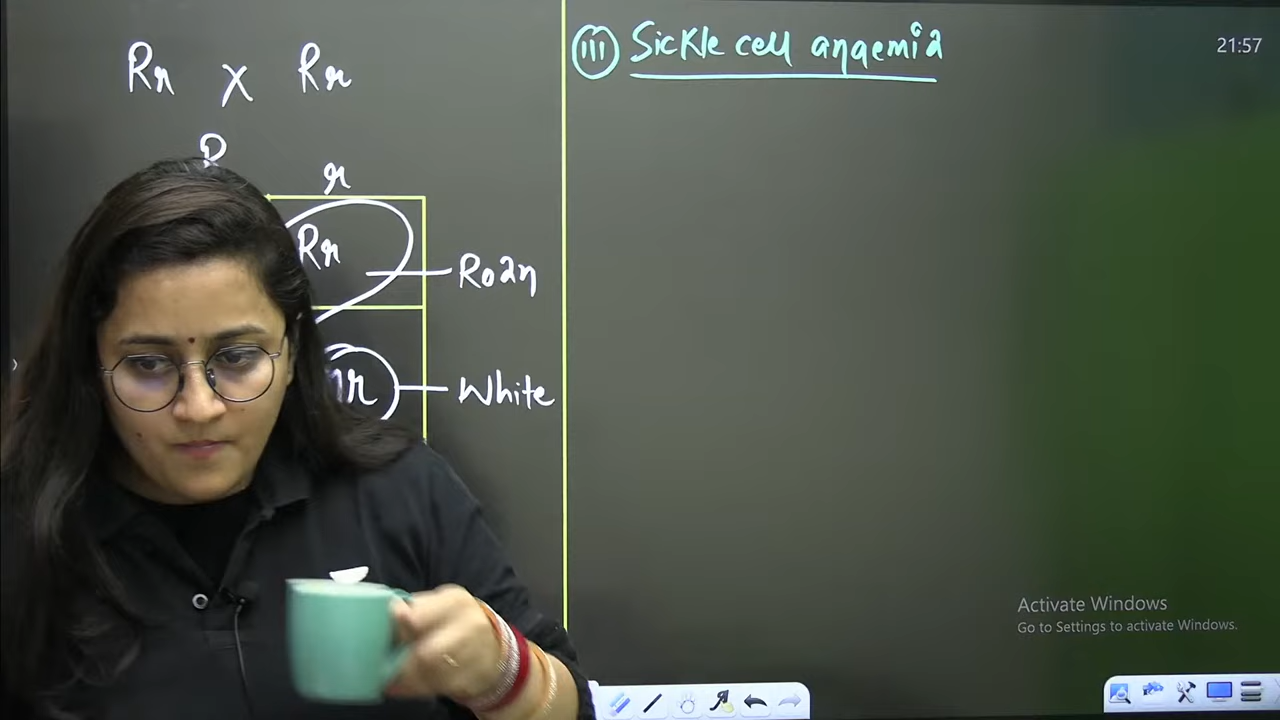 Rr x Rr
R
r
Rr
Roan
rr
White
(iii) Sickle cell anaemia
21:57
Activate Windows
Go to Settings to activate Windows.